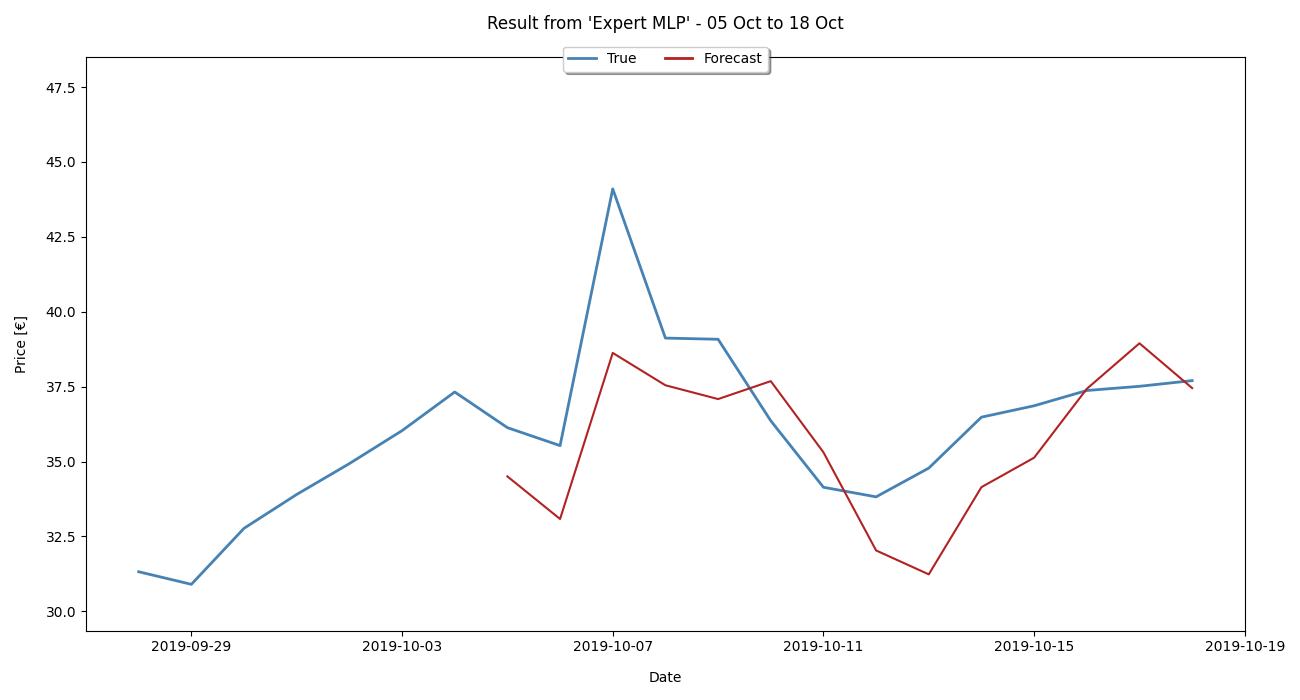 Result from 'Expert MLP' - 05 Oct to 18 Oct
True Forecast
47.5
45.0
42.5
40.0
37.5
35.0
32.5
30.0
Price [€]
2019-09-29 2019-10-03 2019-10-07 2019-10-11 2019-10-15 2019-10-19
Date